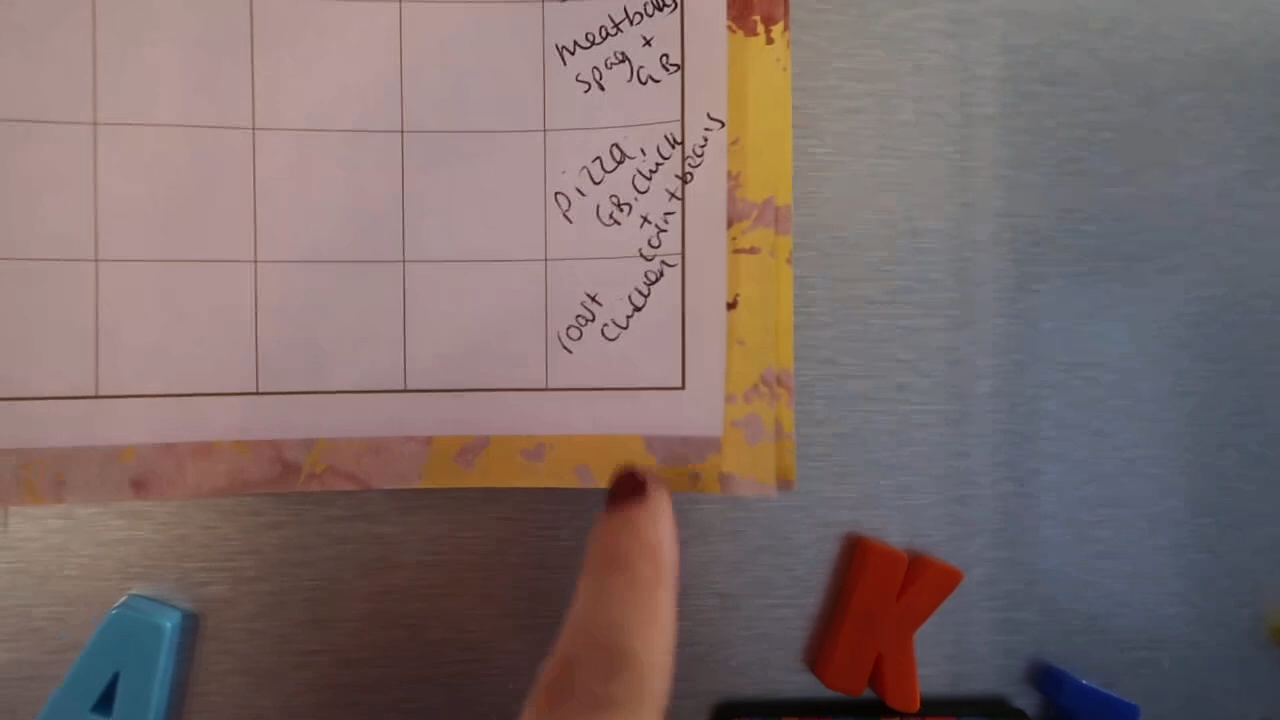 meatballs
spag +
GB
pizza,
GB, chick
+
corn + beans
roast
chicken
A
K